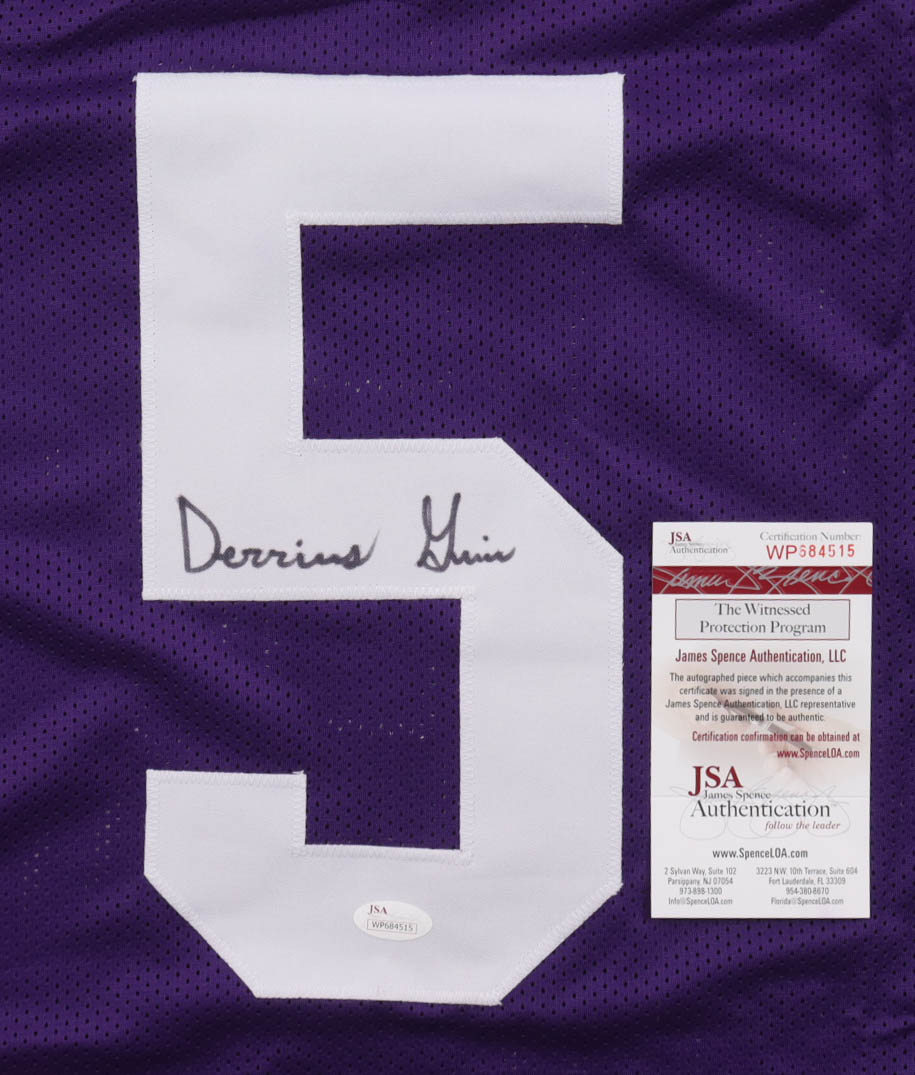 5
Derrius Guice
JSA
WP684515
JSA
Authentication
Certification Number:
WP684515
The Witnessed
Protection Program
James Spence Authentication, LLC
The autographed piece which accompanies this
certificate was signed in the presence of a
James Spence Authentication, LLC representative
and is guaranteed to be authentic.
Certification confirmation can be obtained at
www.SpenceLOA.com
JSA
James Spence
Authentication
follow the leader
www.SpenceLOA.com
2 Sylvan Way, Suite 102
Parsippany, NJ 07054
973-898-1300
Info@SpenceLOA.com
3223 N.W. 10th Terrace, Suite 604
Fort Lauderdale, FL 33309
954-380-8670
Florida@SpenceLOA.com